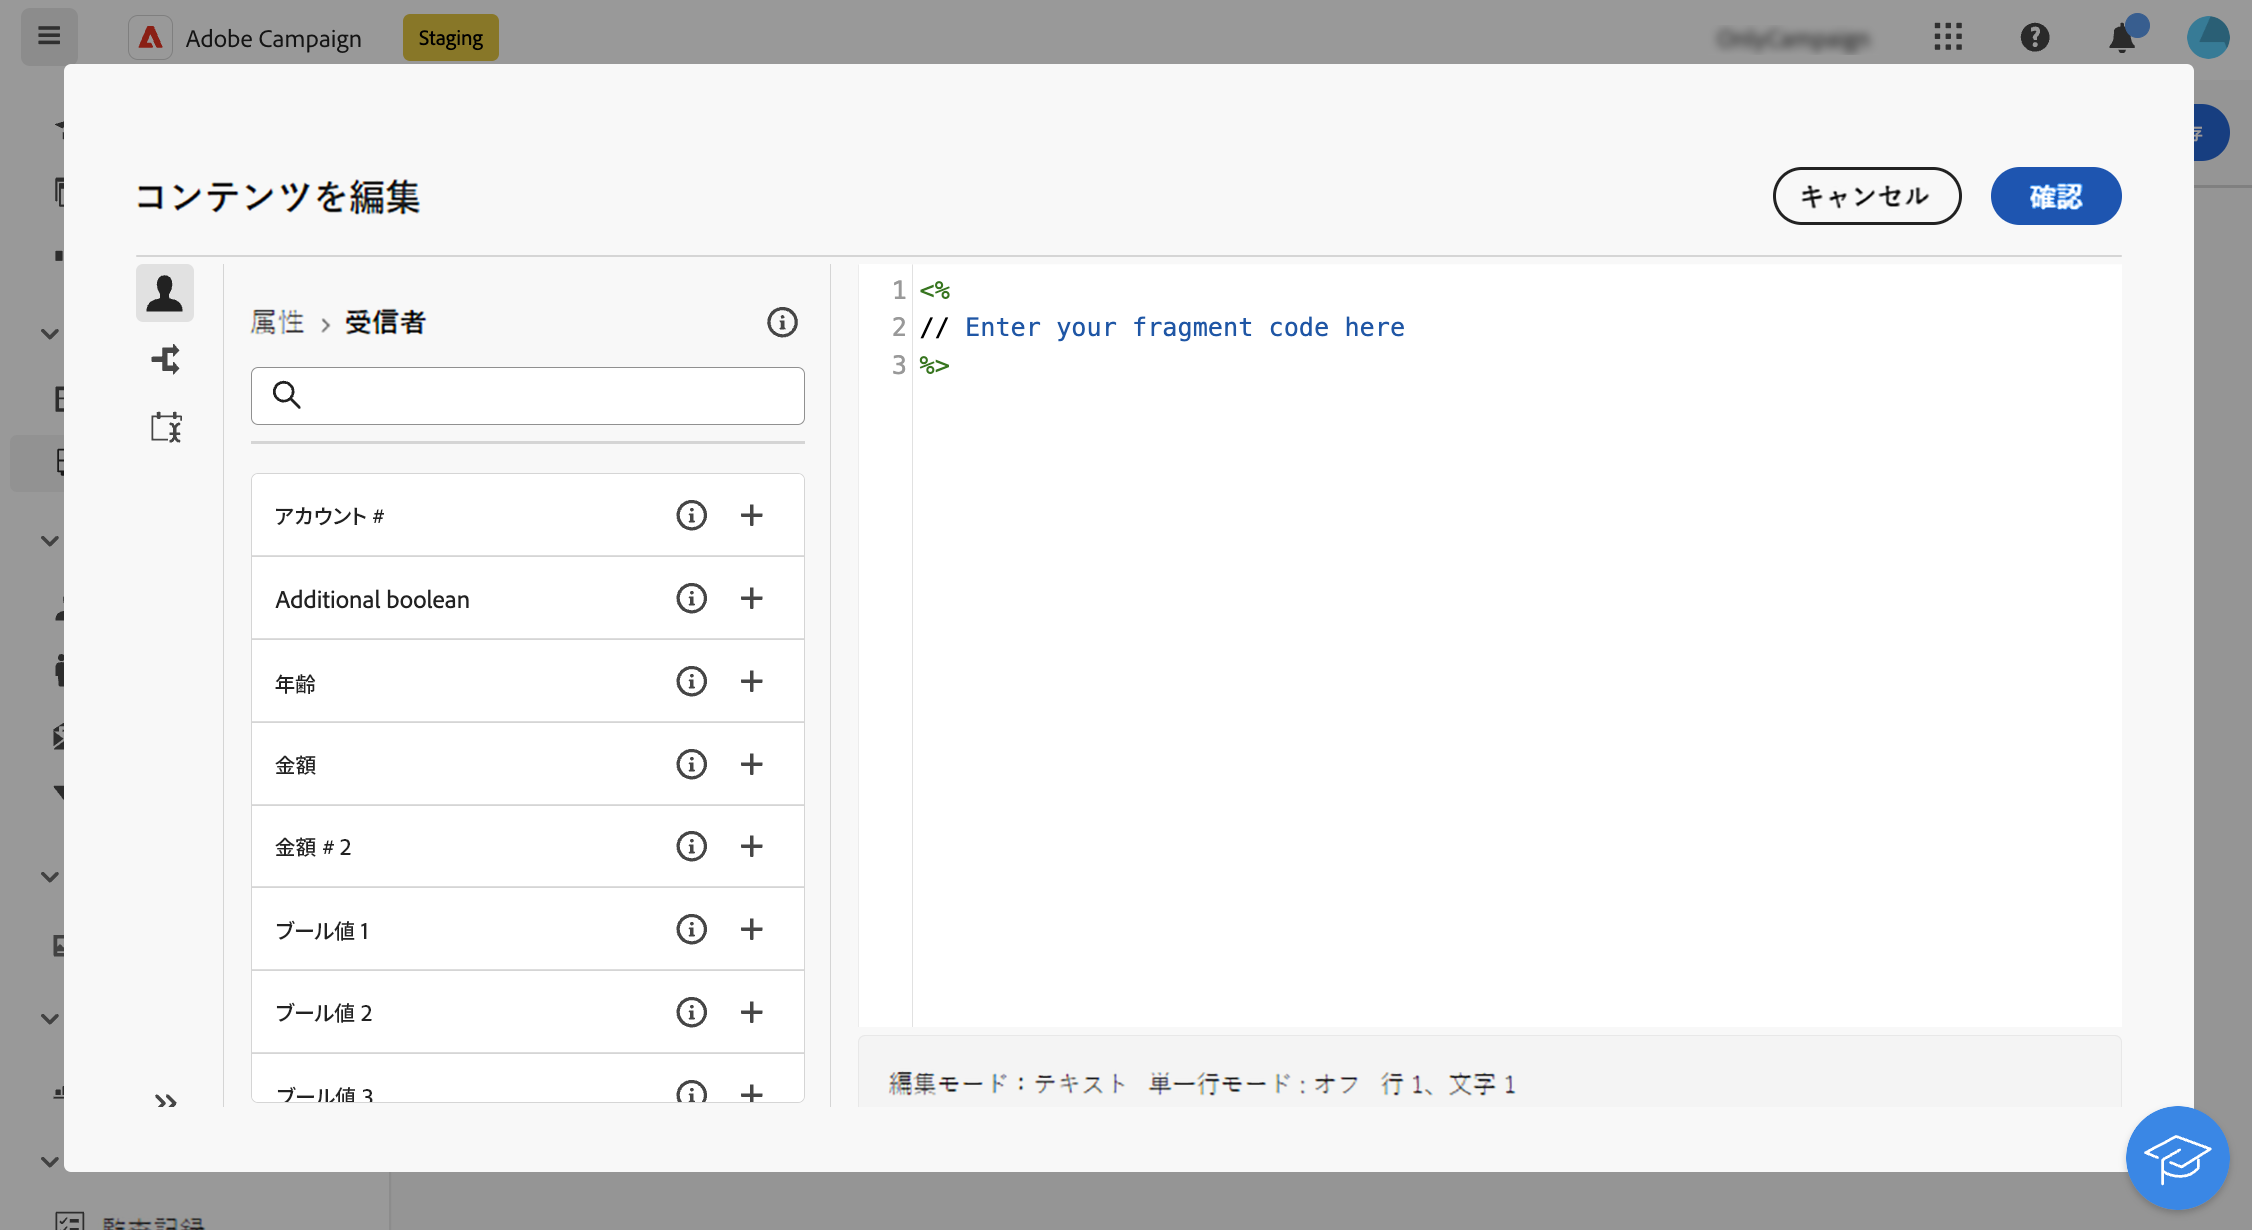 Adobe Campaign
Staging
コンテンツを編集
キャンセル
確認
属性 › 受信者
アカウント #
Additional boolean
年齢
金額
金額 # 2
ブール値 1
ブール値 2
ブール値 3
1 <%
2 // Enter your fragment code here
3 %>
編集モード：テキスト 単一行モード：オフ 行 1、文字 1
監査記録